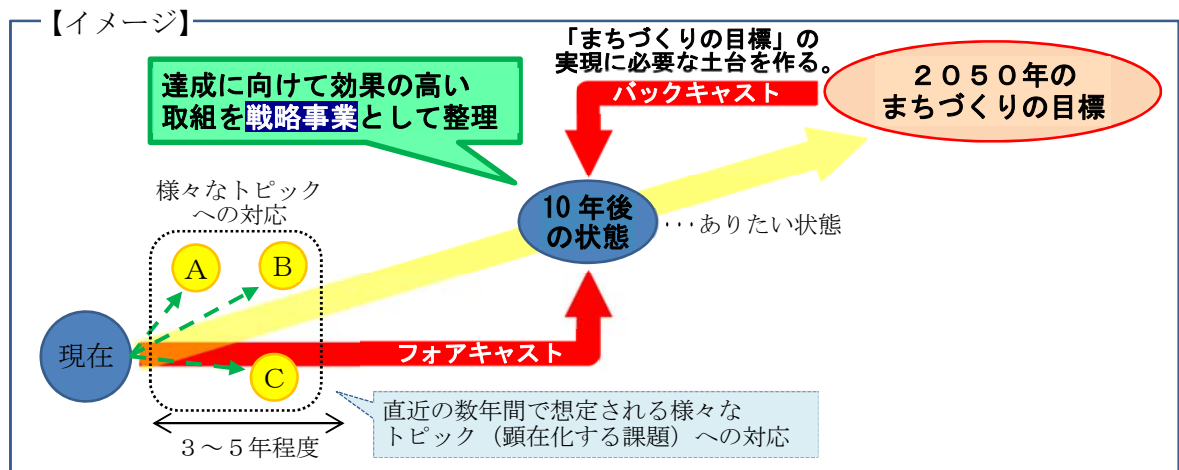 【イメージ】
「まちづくりの目標」の
実現に必要な土台を作る。
２０５０年の
まちづくりの目標
バックキャスト
達成に向けて効果の高い
取組を戦略事業として整理
様々なトピック
への対応
10年後
の状態
…ありたい状態
A
B
現在
フォアキャスト
C
３～５年程度
直近の数年間で想定される様々な
トピック（顕在化する課題）への対応